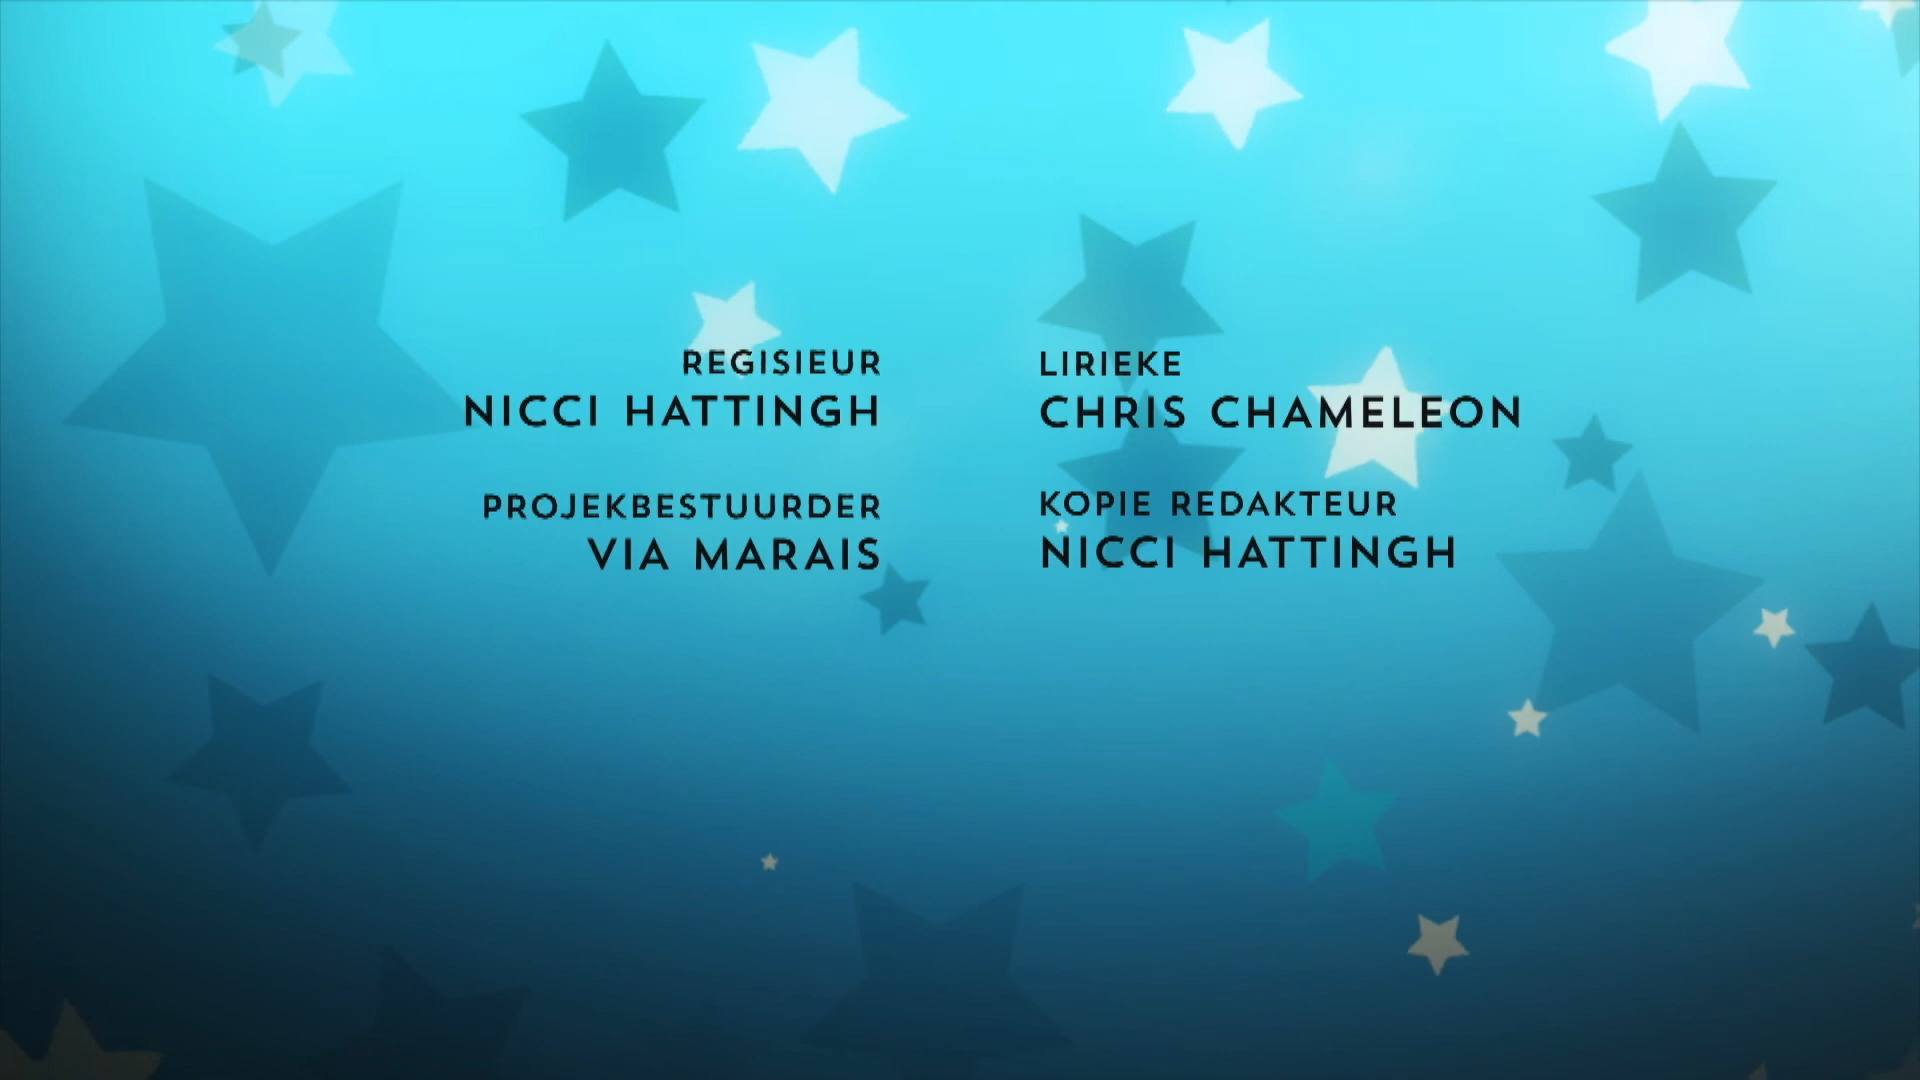 REGISIEUR
NICCI HATTINGH
PROJEKBESTUURDER
VIA MARAIS
LIRIEKE
CHRIS CHAMELEON
KOPIE REDAKTEUR
NICCI HATTINGH